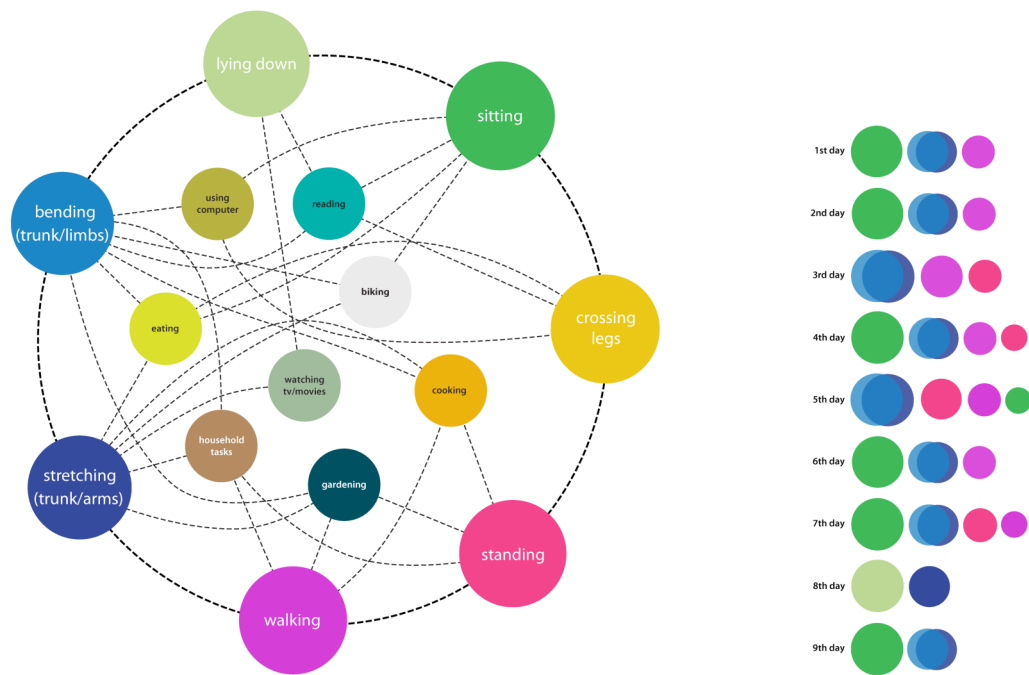 lying down
sitting
using
computer
reading
bending
(trunk/limbs)
biking
eating
crossing
legs
watching
tv/movies
cooking
household
tasks
stretching
(trunk/arms)
gardening
standing
walking
1st day
2nd day
3rd day
4th day
5th day
6th day
7th day
8th day
9th day